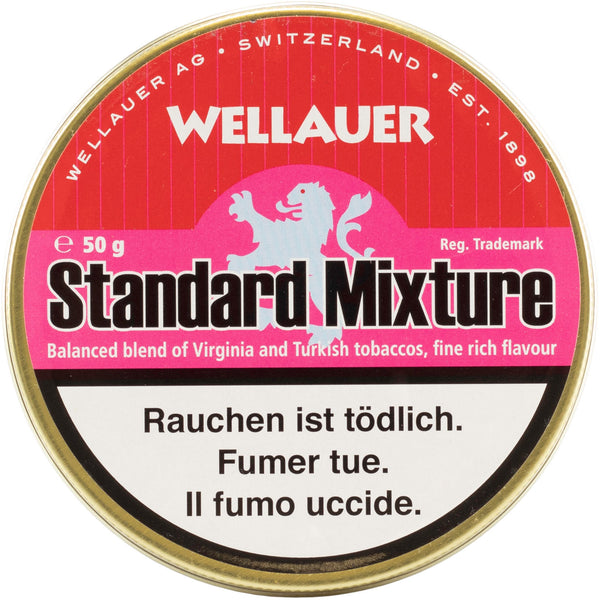 WELLAUER AG • SWITZERLAND • EST. 1898
WELLAUER
℮ 50 g
Reg. Trademark
Standard Mixture
Balanced blend of Virginia and Turkish tobaccos, fine rich flavour
Rauchen ist tödlich.
Fumer tue.
Il fumo uccide.